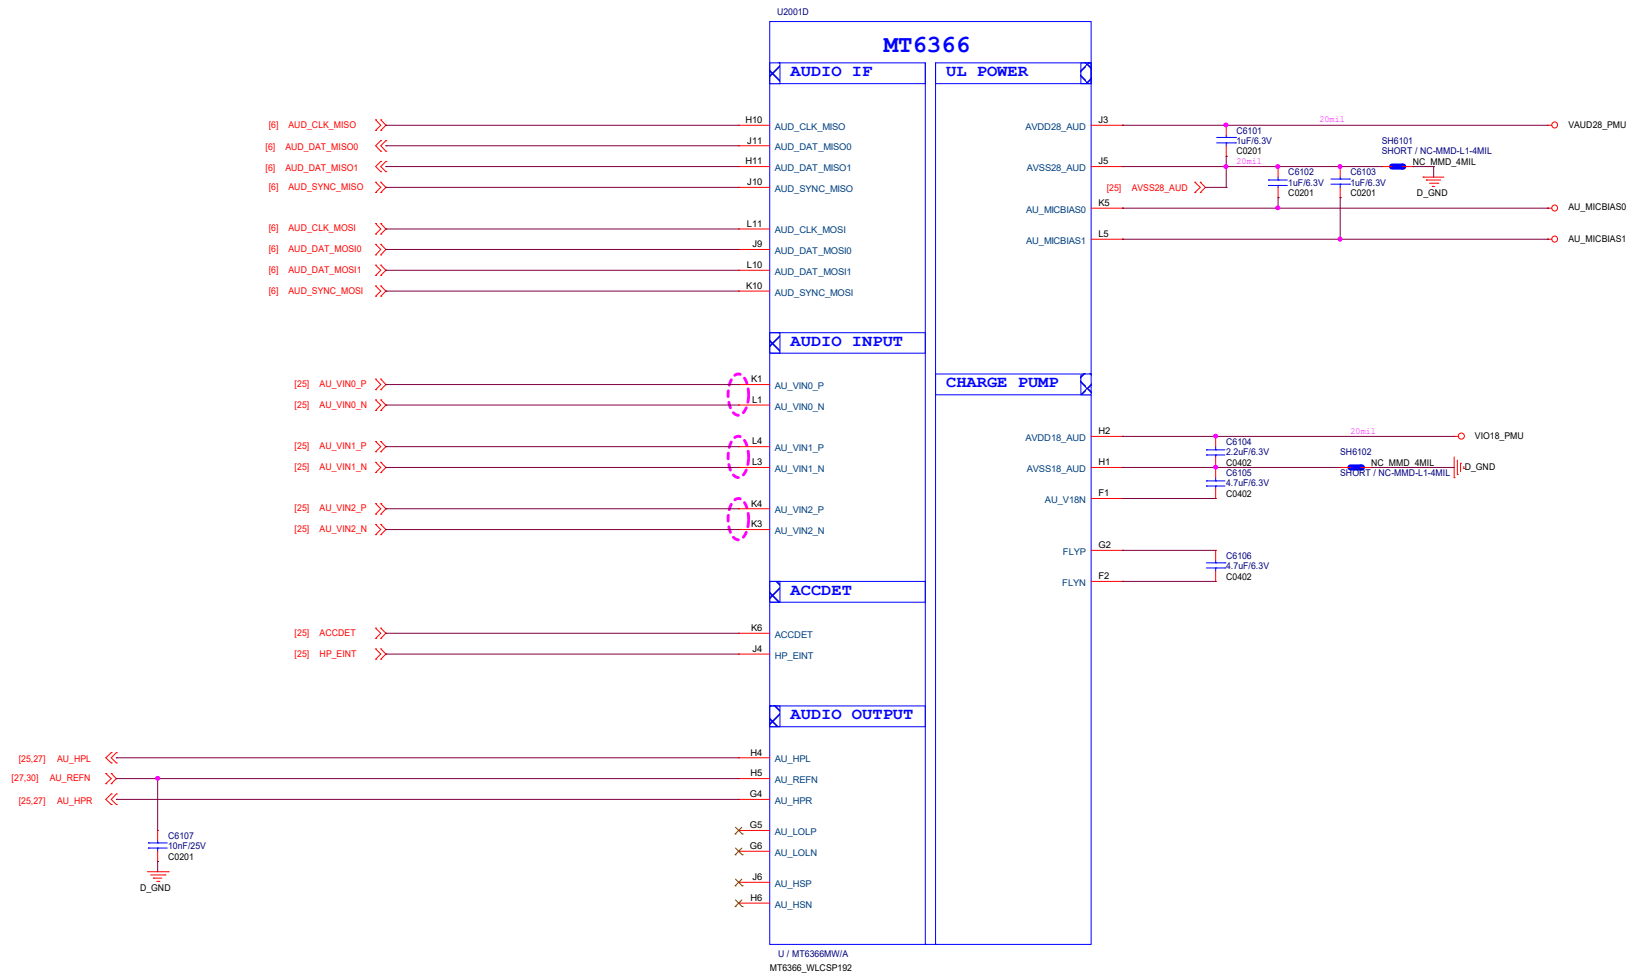 U2001D
MT6366
AUDIO IF
UL POWER
[6] AUD_CLK_MISO H10 AUD_CLK_MISO
[6] AUD_DAT_MISO0 J11 AUD_DAT_MISO0
[6] AUD_DAT_MISO1 H11 AUD_DAT_MISO1
[6] AUD_SYNC_MISO J10 AUD_SYNC_MISO
[6] AUD_CLK_MOSI L11 AUD_CLK_MOSI
[6] AUD_DAT_MOSI0 J9 AUD_DAT_MOSI0
[6] AUD_DAT_MOSI1 L10 AUD_DAT_MOSI1
[6] AUD_SYNC_MOSI K10 AUD_SYNC_MOSI
AVDD28_AUD J3 20mil VAUD28_PMU
C6101
1uF/6.3V
C0201
AVSS28_AUD J5 20mil
SH6101
SHORT / NC-MMD-L1-4MIL
NC_MMD_4MIL
D_GND
[25] AVSS28_AUD
C6102
1uF/6.3V
C0201
C6103
1uF/6.3V
C0201
AU_MICBIAS0 K5 AU_MICBIAS0
AU_MICBIAS1 L5 AU_MICBIAS1
AUDIO INPUT
[25] AU_VIN0_P K1 AU_VIN0_P
[25] AU_VIN0_N L1 AU_VIN0_N
[25] AU_VIN1_P L4 AU_VIN1_P
[25] AU_VIN1_N L3 AU_VIN1_N
[25] AU_VIN2_P K4 AU_VIN2_P
[25] AU_VIN2_N K3 AU_VIN2_N
CHARGE PUMP
AVDD18_AUD H2 20mil VIO18_PMU
C6104
2.2uF/6.3V
C0402
AVSS18_AUD H1
SH6102
NC_MMD_4MIL
SHORT / NC-MMD-L1-4MIL
D_GND
C6105
4.7uF/6.3V
C0402
AU_V18N F1
FLYP G2
C6106
4.7uF/6.3V
C0402
FLYN F2
ACCDET
[25] ACCDET K6 ACCDET
[25] HP_EINT J4 HP_EINT
AUDIO OUTPUT
[25,27] AU_HPL H4 AU_HPL
[27,30] AU_REFN H5 AU_REFN
[25,27] AU_HPR G4 AU_HPR
C6107
10nF/25V
C0201
D_GND
G5 AU_LOLP
G6 AU_LOLN
J6 AU_HSP
H6 AU_HSN
U / MT6366MW/A
MT6366_WLCSP192